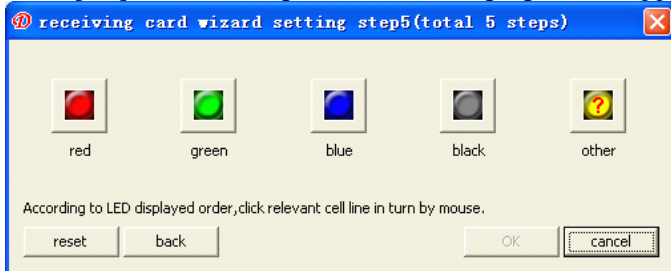 receiving card wizard setting step5(total 5 steps)
?
red green blue black other
According to LED displayed order,click relevant cell line in turn by mouse.
reset back OK cancel